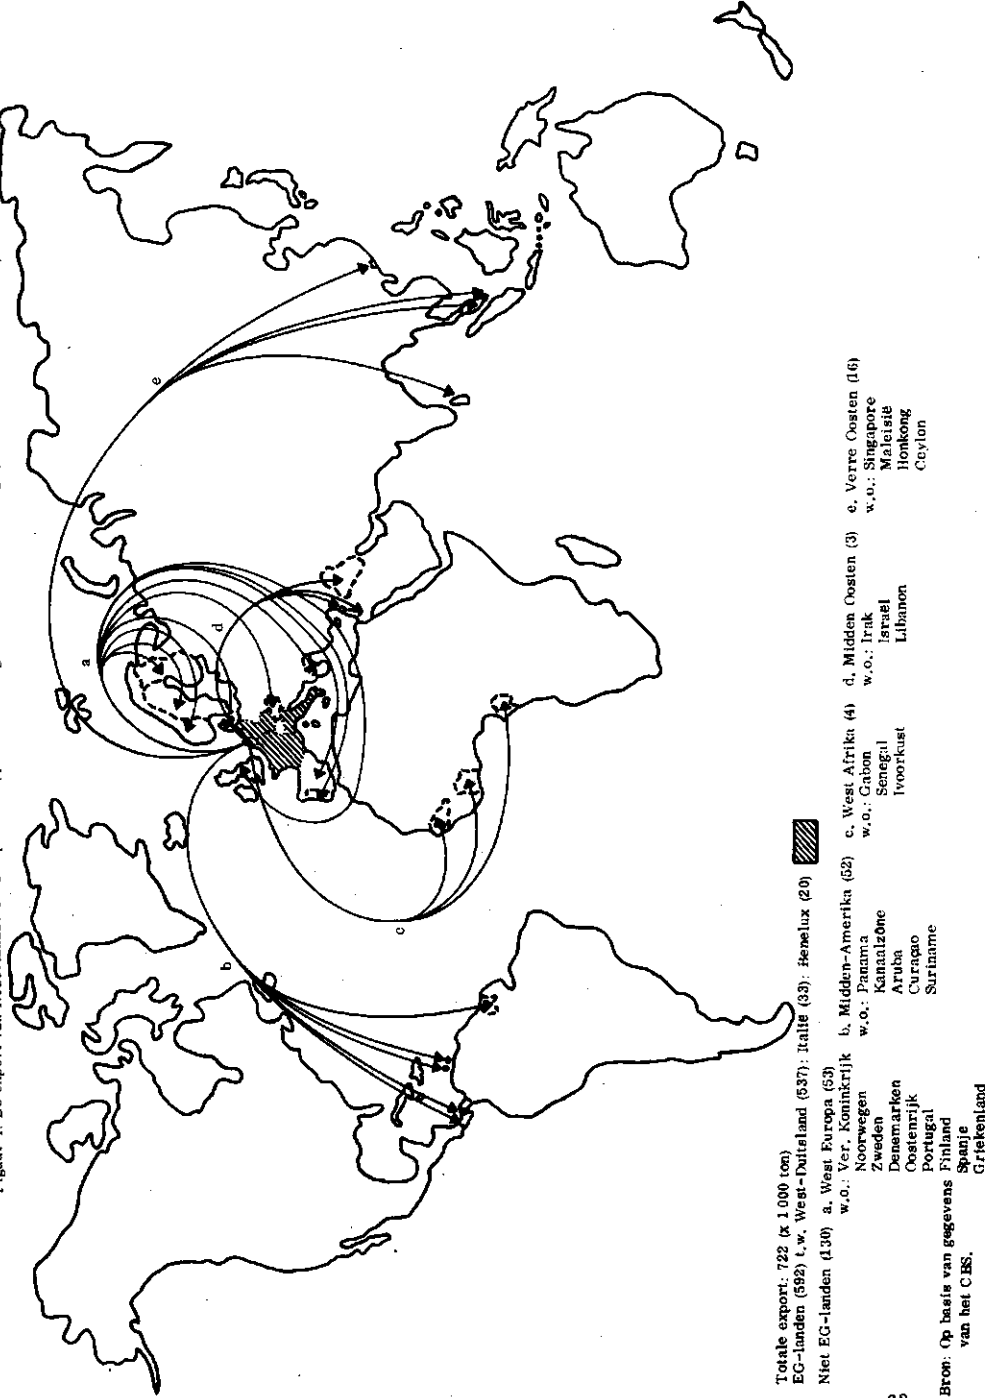 a
b
c
d
e
Totale export: 722 (x 1 000 ton)
EG-landen (592) t.w. West-Duitsland (537); Italië (33); Benelux (20)
Niet EG-landen (130) a. West Europa (53) b. Midden-Amerika (52) c. West Afrika (4) d. Midden Oosten (3) e. Verre Oosten (16)
w.o.: Ver. Koninkrijk w.o.: Panama w.o.: Gabon w.o.: Irak w.o.: Singapore
Noorwegen Kanaalzône Senegal Israël Maleisië
Zweden Aruba Ivoorkust Libanon Honkong
Denemarken Curaçao Ceylon
Oostenrijk Suriname
Portugal
Bron: Op basis van gegevens Finland
van het CBS. Spanje
Griekenland